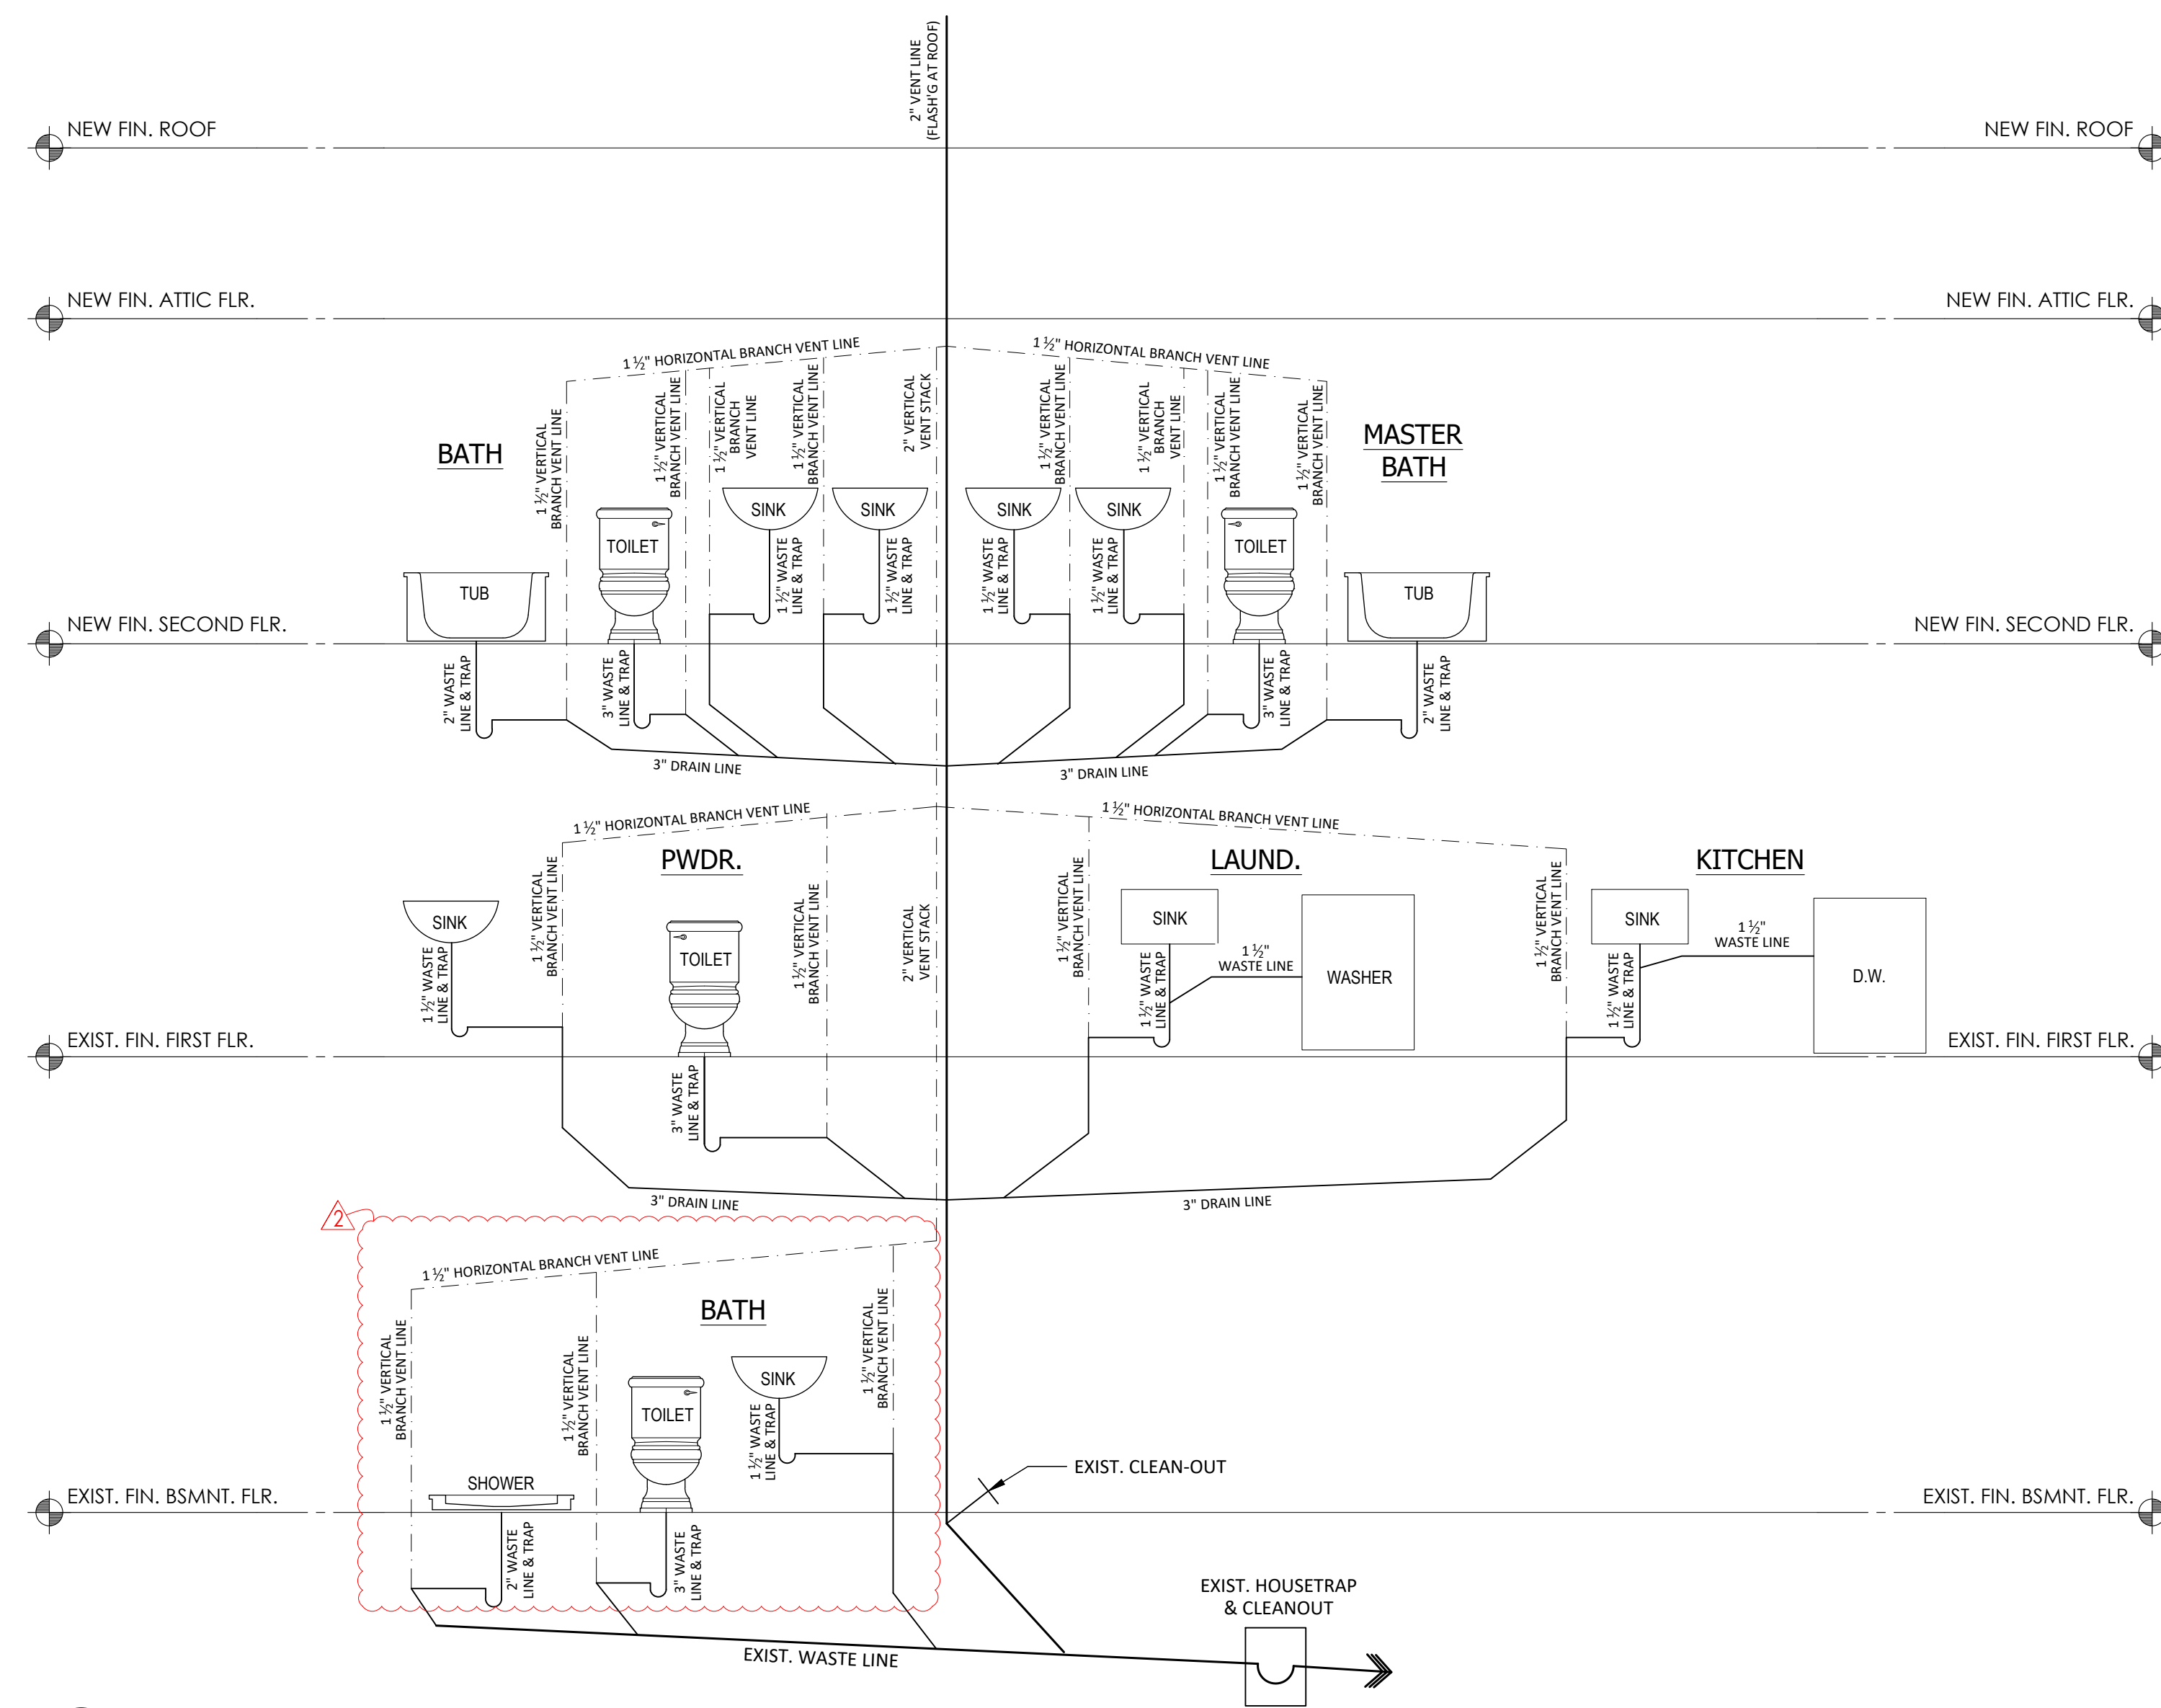 2" VENT LINE
(FLASH'G AT ROOF)
NEW FIN. ROOF
NEW FIN. ROOF
NEW FIN. ATTIC FLR.
NEW FIN. ATTIC FLR.
1 ½" HORIZONTAL BRANCH VENT LINE
1 ½" HORIZONTAL BRANCH VENT LINE
BATH
1 ½" VERTICAL
BRANCH VENT LINE
1 ½" VERTICAL
BRANCH VENT LINE
1 ½" VERTICAL
BRANCH
VENT LINE
1 ½" VERTICAL
BRANCH VENT LINE
2" VERTICAL
VENT STACK
1 ½" VERTICAL
BRANCH VENT LINE
1 ½" VERTICAL
BRANCH
VENT LINE
1 ½" VERTICAL
BRANCH VENT LINE
1 ½" VERTICAL
BRANCH VENT LINE
MASTER
BATH
TUB
TOILET
SINK
SINK
SINK
SINK
TOILET
TUB
NEW FIN. SECOND FLR.
NEW FIN. SECOND FLR.
2" WASTE
LINE & TRAP
3" WASTE
LINE & TRAP
1 ½" WASTE
LINE & TRAP
1 ½" WASTE
LINE & TRAP
1 ½" WASTE
LINE & TRAP
1 ½" WASTE
LINE & TRAP
3" WASTE
LINE & TRAP
2" WASTE
LINE & TRAP
3" DRAIN LINE
3" DRAIN LINE
1 ½" HORIZONTAL BRANCH VENT LINE
1 ½" HORIZONTAL BRANCH VENT LINE
PWDR.
LAUND.
KITCHEN
SINK
1 ½" WASTE
LINE & TRAP
1 ½" VERTICAL
BRANCH VENT LINE
TOILET
1 ½" VERTICAL
BRANCH VENT LINE
2" VERTICAL
VENT STACK
1 ½" VERTICAL
BRANCH VENT LINE
SINK
1 ½" WASTE
LINE & TRAP
1 ½"
WASTE LINE
WASHER
1 ½" VERTICAL
BRANCH VENT LINE
SINK
1 ½" WASTE
LINE & TRAP
1 ½"
WASTE LINE
D.W.
EXIST. FIN. FIRST FLR.
EXIST. FIN. FIRST FLR.
3" WASTE
LINE & TRAP
3" DRAIN LINE
3" DRAIN LINE
2
1 ½" HORIZONTAL BRANCH VENT LINE
BATH
1 ½" VERTICAL
BRANCH VENT LINE
1 ½" VERTICAL
BRANCH VENT LINE
1 ½" VERTICAL
BRANCH VENT LINE
SHOWER
TOILET
SINK
1 ½" WASTE
LINE & TRAP
EXIST. CLEAN-OUT
EXIST. FIN. BSMNT. FLR.
EXIST. FIN. BSMNT. FLR.
2" WASTE
LINE & TRAP
3" WASTE
LINE & TRAP
EXIST. HOUSETRAP
& CLEANOUT
EXIST. WASTE LINE